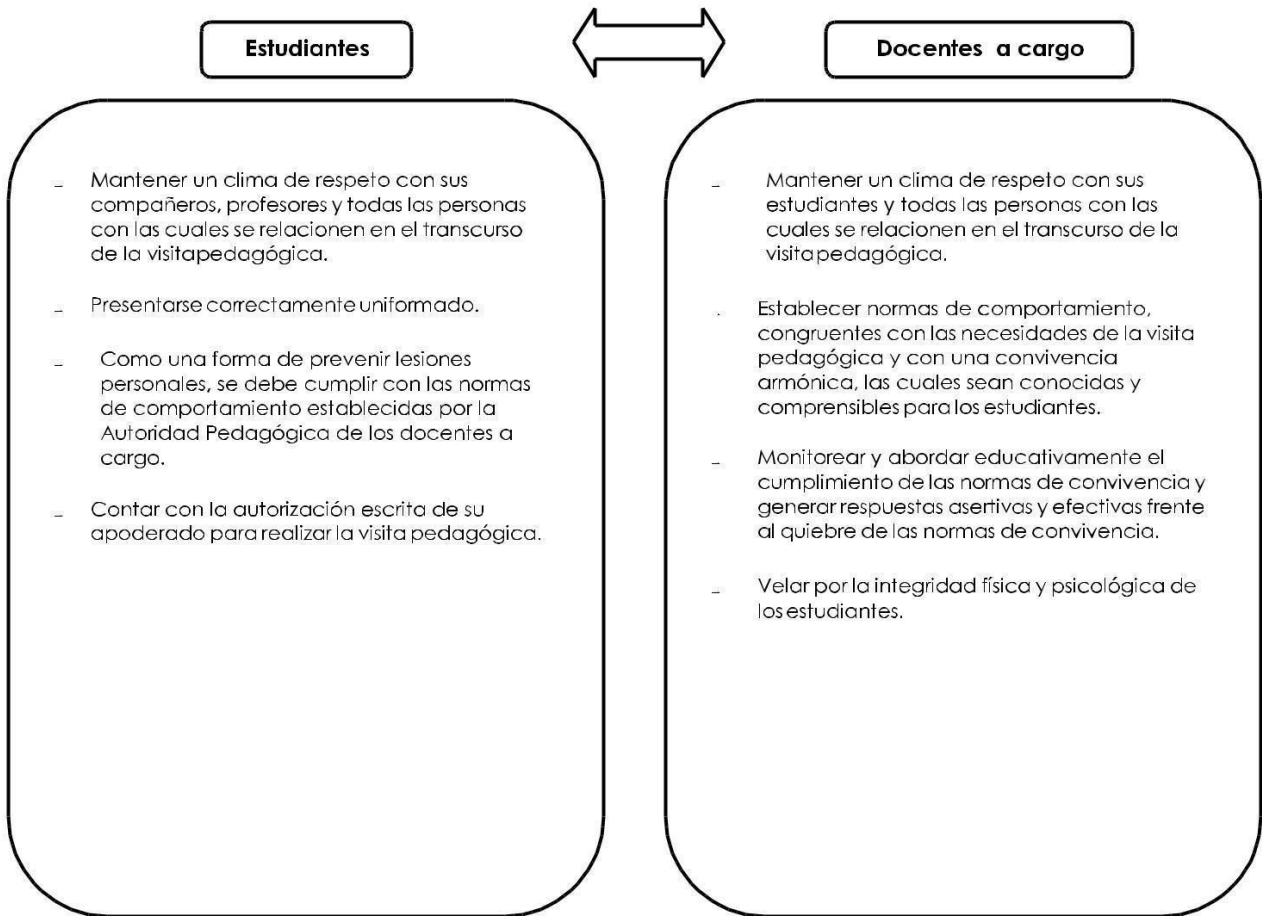 Estudiantes
Docentes a cargo
_ Mantener un clima de respeto con sus
compañeros, profesores y todas las personas
con las cuales se relacionen en el transcurso
de la visitapedagógica.
_ Presentarse correctamente uniformado.
_ Como una forma de prevenir lesiones
personales, se debe cumplir con las normas
de comportamiento establecidas por la
Autoridad Pedagógica de los docentes a
cargo.
_ Contar con la autorización escrita de su
apoderado para realizar la visita pedagógica.
_ Mantener un clima de respeto con sus
estudiantes y todas las personas con las
cuales se relacionen en el transcurso de la
visita pedagógica.
. Establecer normas de comportamiento,
congruentes con las necesidades de la visita
pedagógica y con una convivencia
armónica, las cuales sean conocidas y
comprensibles para los estudiantes.
_ Monitorear y abordar educativamente el
cumplimiento de las normas de convivencia y
generar respuestas asertivas y efectivas frente
al quiebre de las normas de convivencia.
_ Velar por la integridad física y psicológica de
los estudiantes.